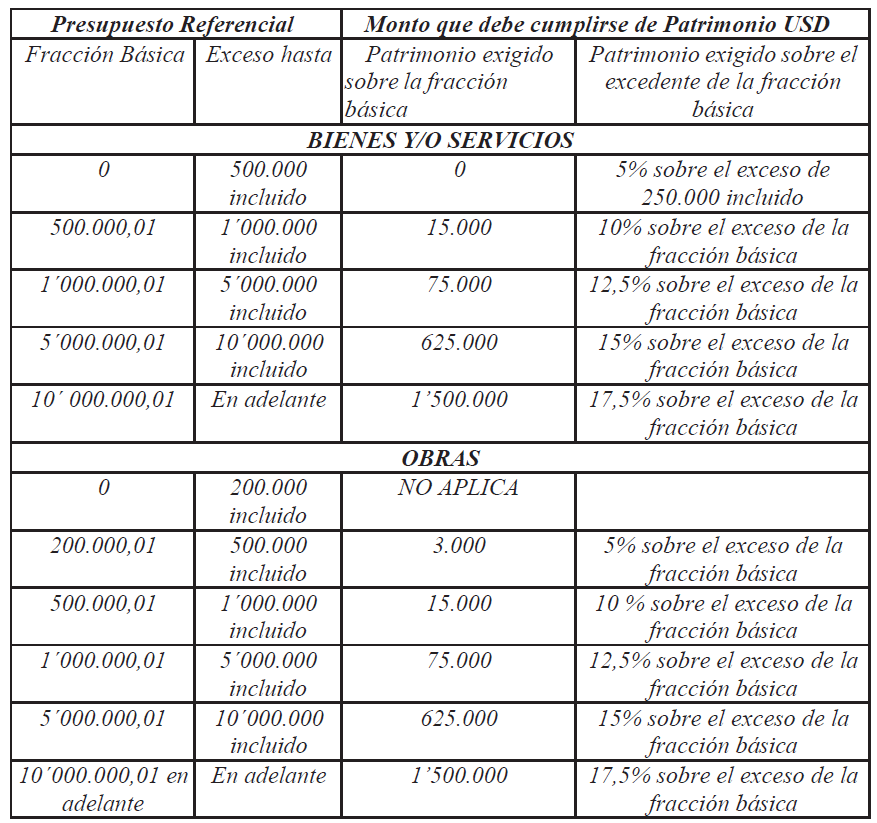 Presupuesto Referencial Monto que debe cumplirse de Patrimonio USD
Fracción Básica Exceso hasta Patrimonio exigido sobre la fracción básica Patrimonio exigido sobre el excedente de la fracción básica
BIENES Y/O SERVICIOS
0 500.000 incluido 0 5% sobre el exceso de 250.000 incluido
500.000,01 1´000.000 incluido 15.000 10% sobre el exceso de la fracción básica
1´000.000,01 5´000.000 incluido 75.000 12,5% sobre el exceso de la fracción básica
5´000.000,01 10´000.000 incluido 625.000 15% sobre el exceso de la fracción básica
10´ 000.000,01 En adelante 1’500.000 17,5% sobre el exceso de la fracción básica
OBRAS
0 200.000 incluido NO APLICA
200.000,01 500.000 incluido 3.000 5% sobre el exceso de la fracción básica
500.000,01 1´000.000 incluido 15.000 10 % sobre el exceso de la fracción básica
1´000.000,01 5´000.000 incluido 75.000 12,5% sobre el exceso de la fracción básica
5´000.000,01 10´000.000 incluido 625.000 15% sobre el exceso de la fracción básica
10´000.000,01 en adelante En adelante 1’500.000 17,5% sobre el exceso de la fracción básica